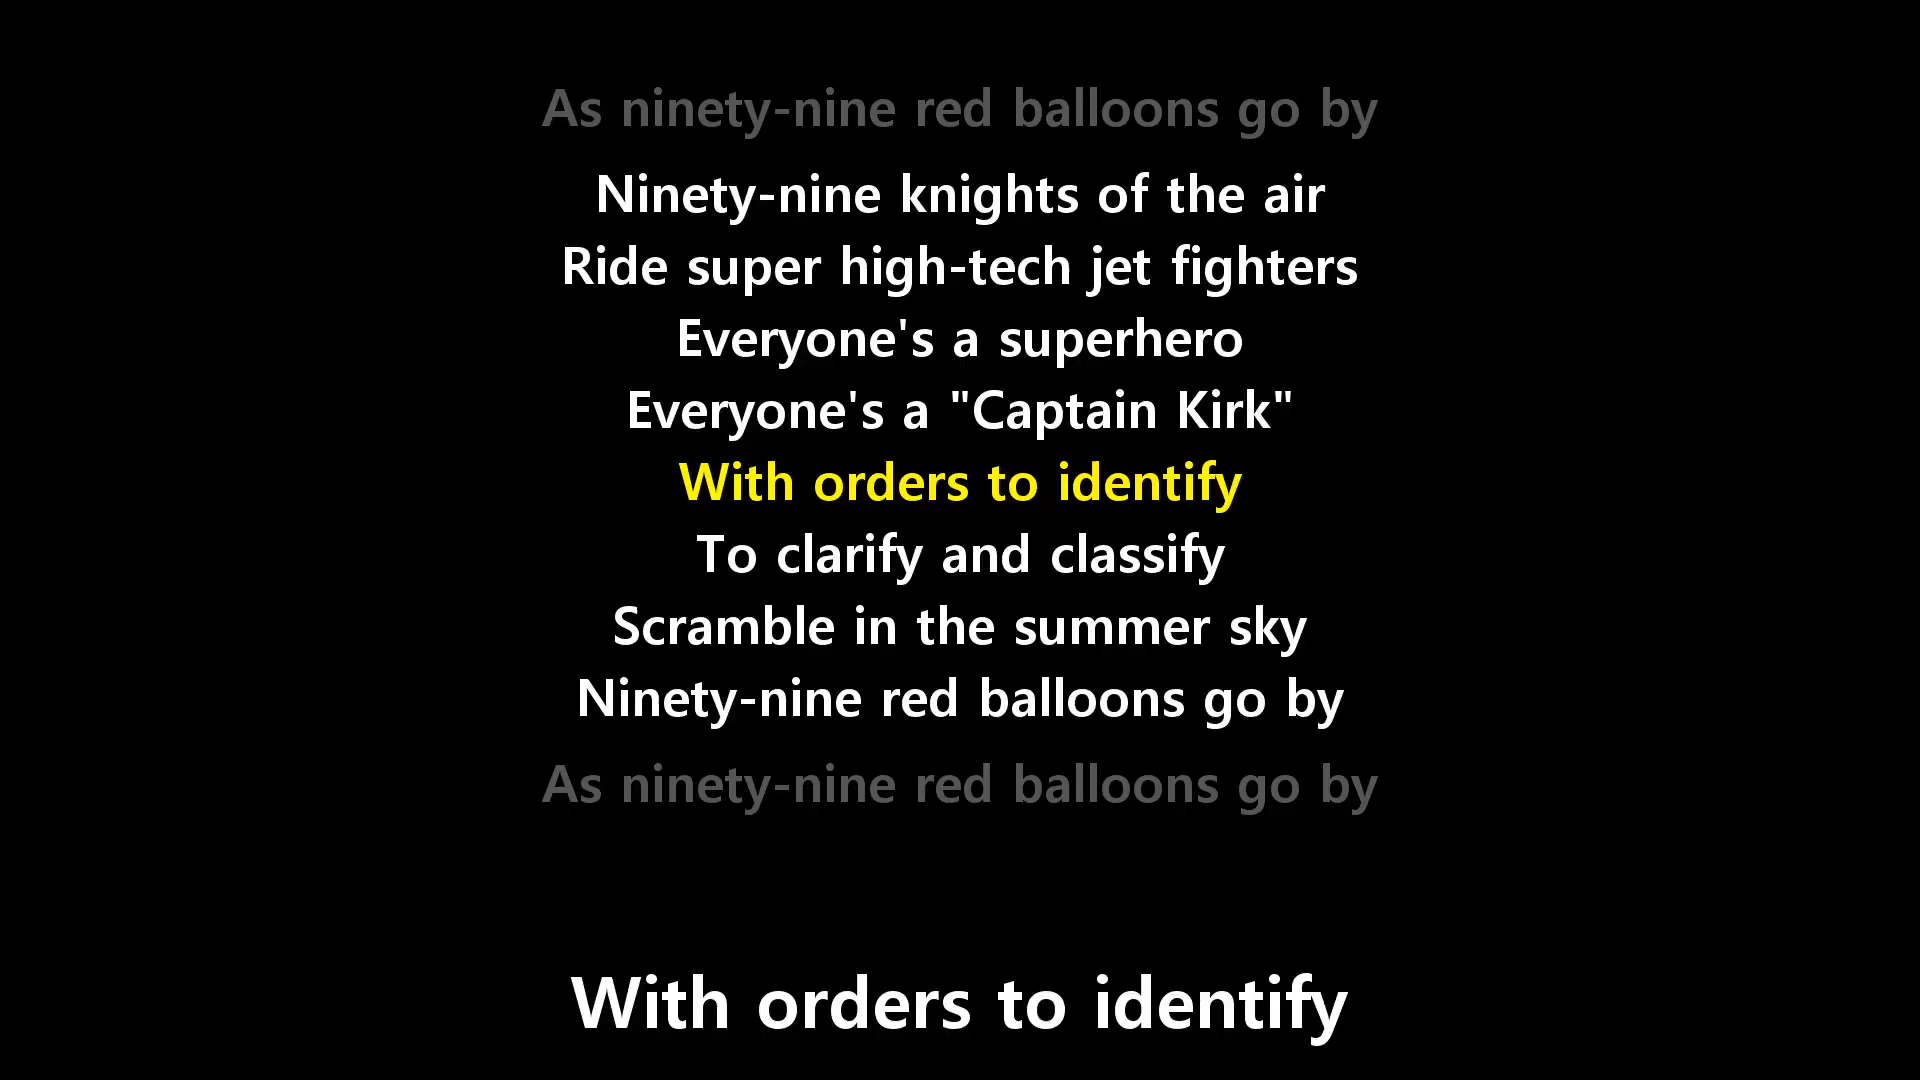 As ninety-nine red balloons go by
Ninety-nine knights of the air
Ride super high-tech jet fighters
Everyone's a superhero
Everyone's a "Captain Kirk"
With orders to identify
To clarify and classify
Scramble in the summer sky
Ninety-nine red balloons go by
As ninety-nine red balloons go by
With orders to identify